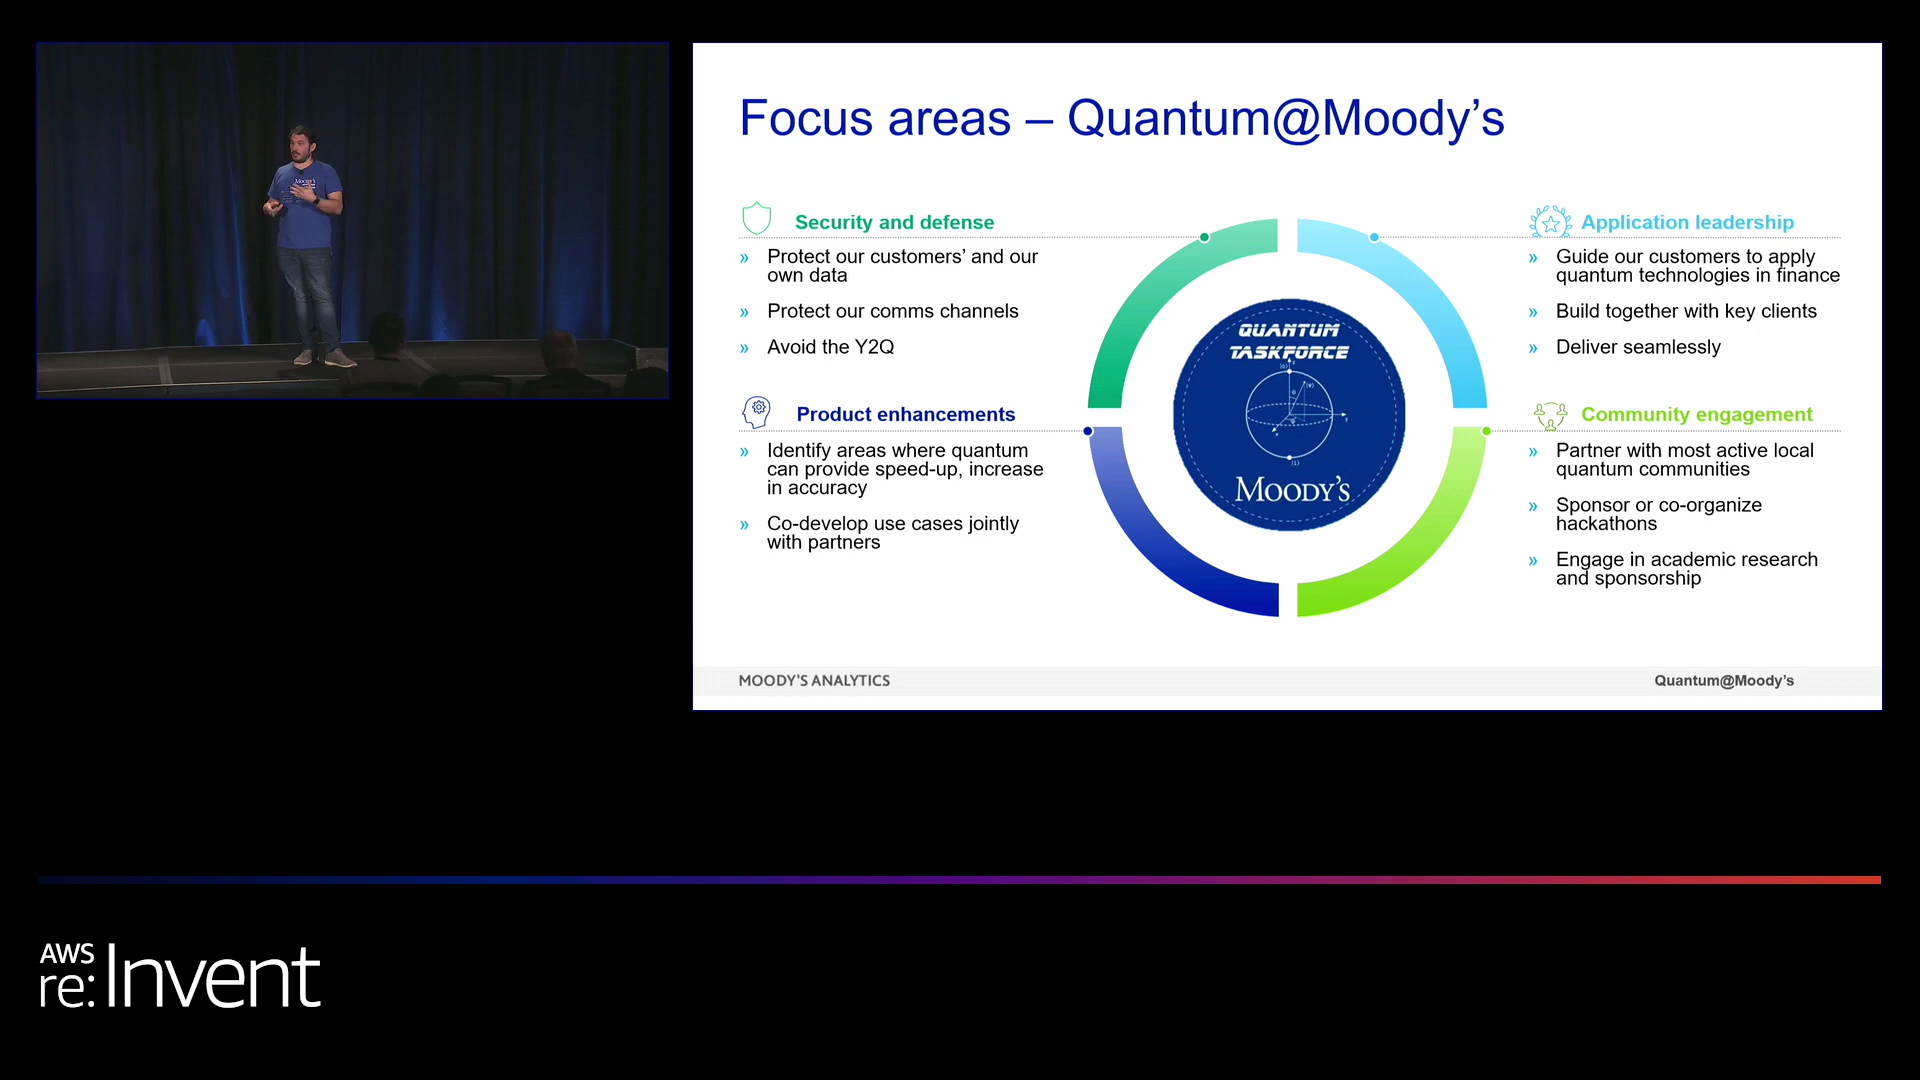 Focus areas – Quantum@Moody’s
Security and defense
» Protect our customers’ and our
own data
» Protect our comms channels
» Avoid the Y2Q
Product enhancements
» Identify areas where quantum
can provide speed-up, increase
in accuracy
» Co-develop use cases jointly
with partners
QUANTUM
TASKFORCE
MOODY’S
Application leadership
» Guide our customers to apply
quantum technologies in finance
» Build together with key clients
» Deliver seamlessly
Community engagement
» Partner with most active local
quantum communities
» Sponsor or co-organize
hackathons
» Engage in academic research
and sponsorship
MOODY’S ANALYTICS
Quantum@Moody’s
AWS
re:Invent